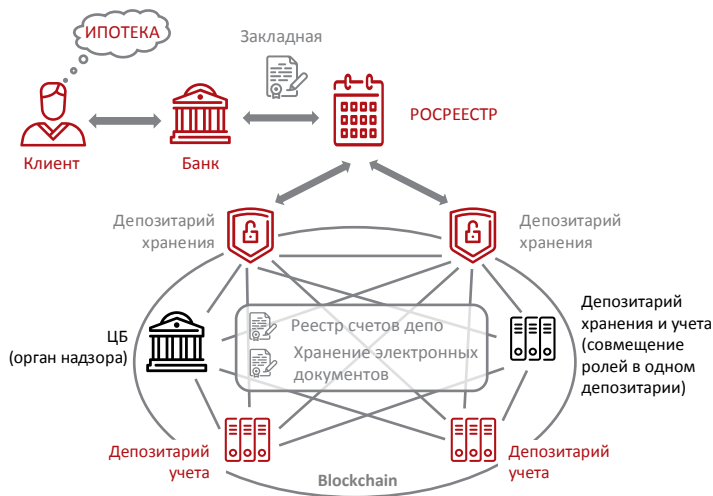 ИПОТЕКА
Закладная
РОСРЕЕСТР
Клиент
Банк
Депозитарий
хранения
Депозитарий
хранения
ЦБ
(орган надзора)
Реестр счетов депо
Хранение электронных
документов
Депозитарий
хранения и учета
(совмещение
ролей в одном
депозитарии)
Депозитарий
учета
Депозитарий
учета
Blockchain